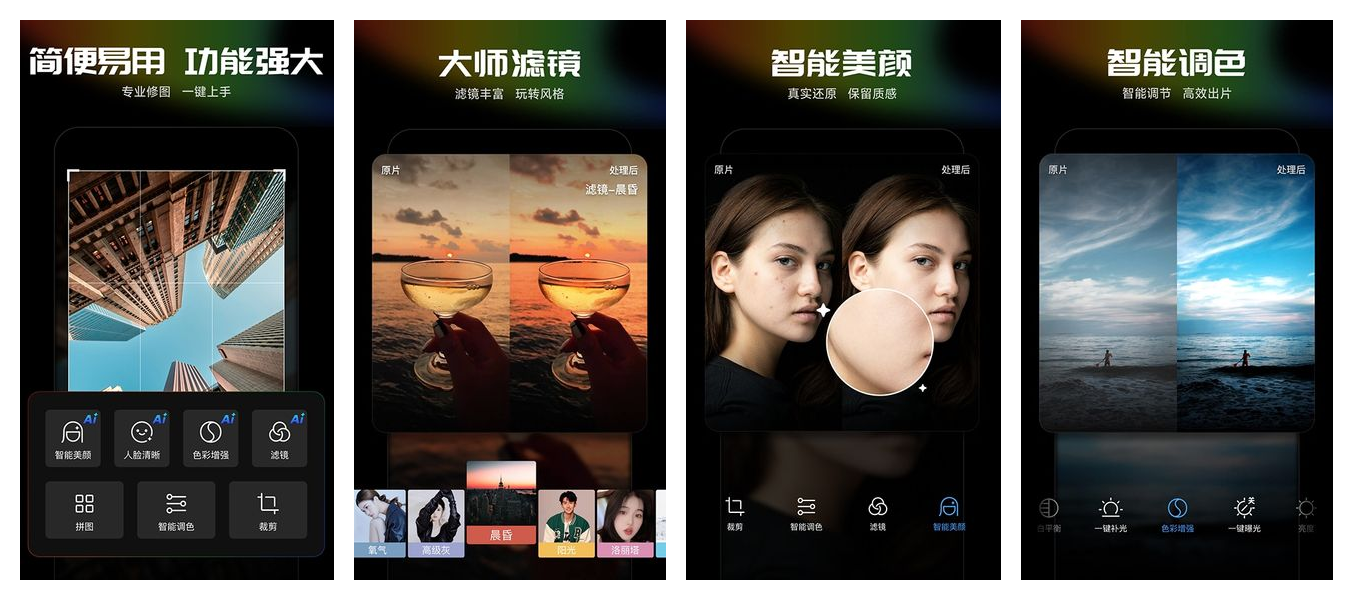 简便易用 功能强大
专业修图 一键上手
Ai Ai Ai Ai
智能美颜 人脸清晰 色彩增强 滤镜
拼图 智能调色 裁剪
大师滤镜
滤镜丰富 玩转风格
原片 处理后
滤镜-晨昏
氧气 高级灰 晨昏 阳光 洛丽塔
智能美颜
真实还原 保留质感
原片 处理后
裁剪 智能调色 滤镜 智能美颜
智能调色
智能调节 高效出片
原片 处理后
白平衡 一键补光 色彩增强 一键曝光 亮度